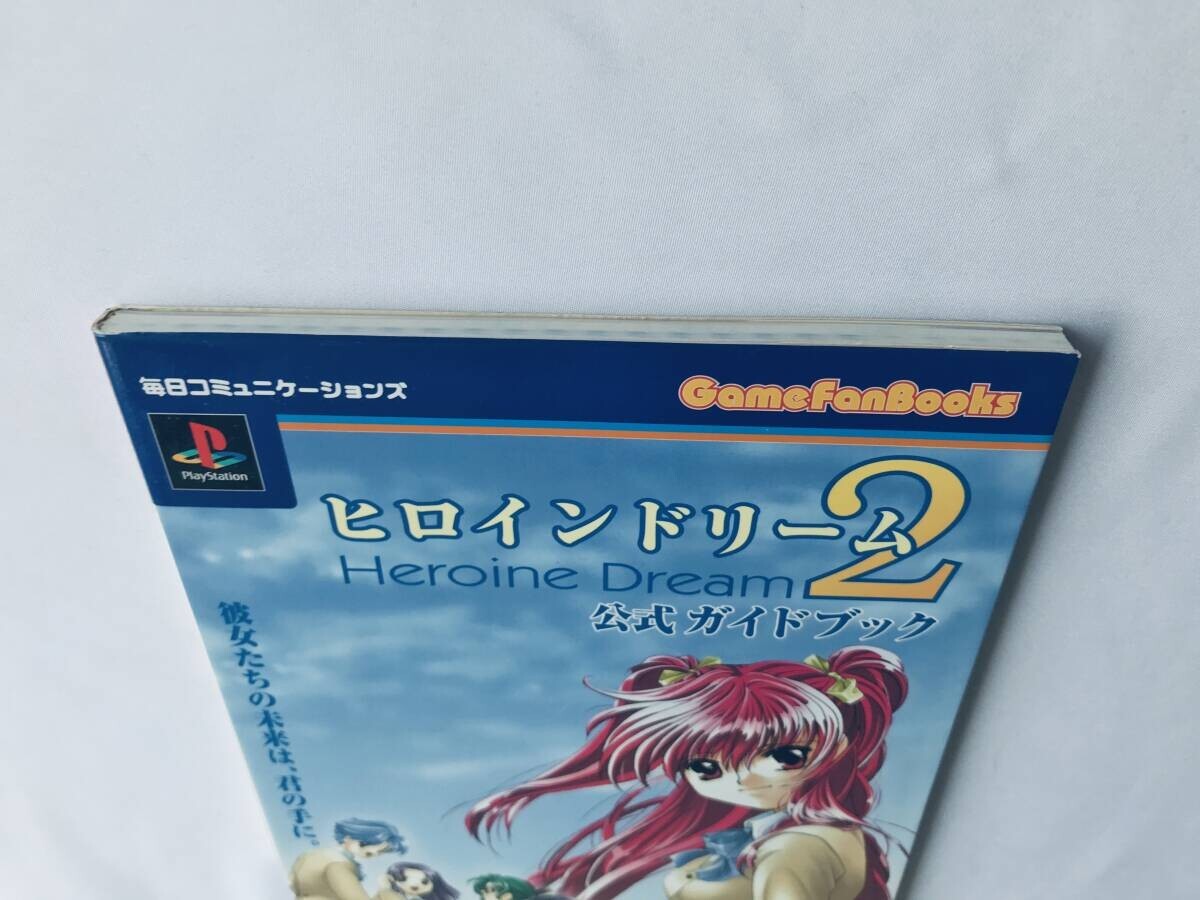 毎日コミュニケーションズ
GameFanBooks
PlayStation
ヒロインドリーム2
Heroine Dream
公式ガイドブック
彼女たちの未来は、君の手に。